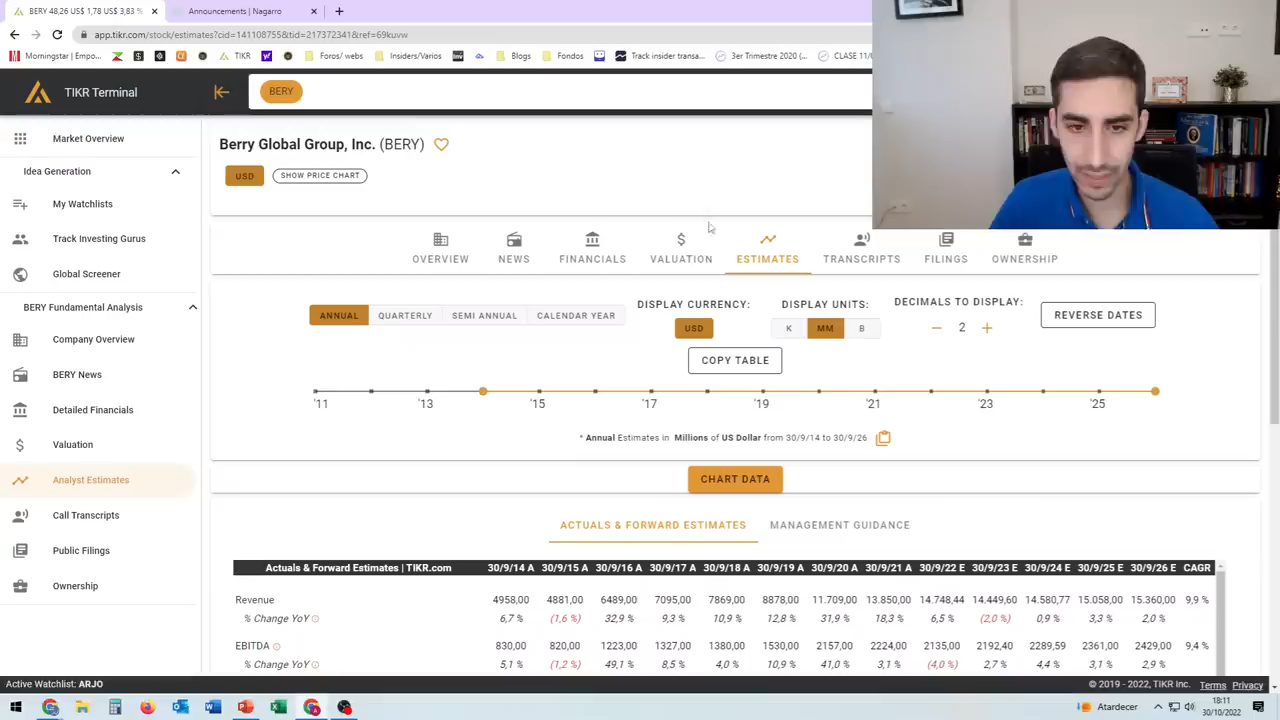 BERY 48,26 US$ 1,78 US$ 3,83 %
Announcements | Nagarro
app.tikr.com/stock/estimates?cid=141108755&tid=217372341&ref=69kuvw
Morningstar | Empo... TIKR Foros/ webs Insiders/Varios Blogs Fondos Track insider transa... 3er Trimestre 2020 (... CLASE 11/
TIKR Terminal
BERY
Market Overview
Idea Generation
My Watchlists
Track Investing Gurus
Global Screener
BERY Fundamental Analysis
Company Overview
BERY News
Detailed Financials
Valuation
Analyst Estimates
Call Transcripts
Public Filings
Ownership
Berry Global Group, Inc. (BERY)
USD SHOW PRICE CHART
OVERVIEW NEWS FINANCIALS VALUATION ESTIMATES TRANSCRIPTS FILINGS OWNERSHIP
ANNUAL QUARTERLY SEMI ANNUAL CALENDAR YEAR
DISPLAY CURRENCY:
USD
DISPLAY UNITS:
K MM B
DECIMALS TO DISPLAY:
2
REVERSE DATES
COPY TABLE
'11 '13 '15 '17 '19 '21 '23 '25
* Annual Estimates in Millions of US Dollar from 30/9/14 to 30/9/26
CHART DATA
ACTUALS & FORWARD ESTIMATES MANAGEMENT GUIDANCE
Actuals & Forward Estimates | TIKR.com 30/9/14 A 30/9/15 A 30/9/16 A 30/9/17 A 30/9/18 A 30/9/19 A 30/9/20 A 30/9/21 A 30/9/22 E 30/9/23 E 30/9/24 E 30/9/25 E 30/9/26 E CAGR
Revenue 4958,00 4881,00 6489,00 7095,00 7869,00 8878,00 11.709,00 13.850,00 14.748,44 14.449,60 14.580,77 15.058,00 15.360,00 9,9 %
% Change YoY 6,7 % (1,6 %) 32,9 % 9,3 % 10,9 % 12,8 % 31,9 % 18,3 % 6,5 % (2,0 %) 0,9 % 3,3 % 2,0 %
EBITDA 830,00 820,00 1223,00 1327,00 1380,00 1530,00 2157,00 2224,00 2135,00 2192,40 2289,59 2361,00 2429,00 9,4 %
% Change YoY 5,1 % (1,2 %) 49,1 % 8,5 % 4,0 % 10,9 % 41,0 % 3,1 % (4,0 %) 2,7 % 4,4 % 3,1 % 2,9 %
Active Watchlist: ARJO
© 2019 - 2022, TIKR Inc. Terms Privacy
Atardecer
18:11
30/10/2022